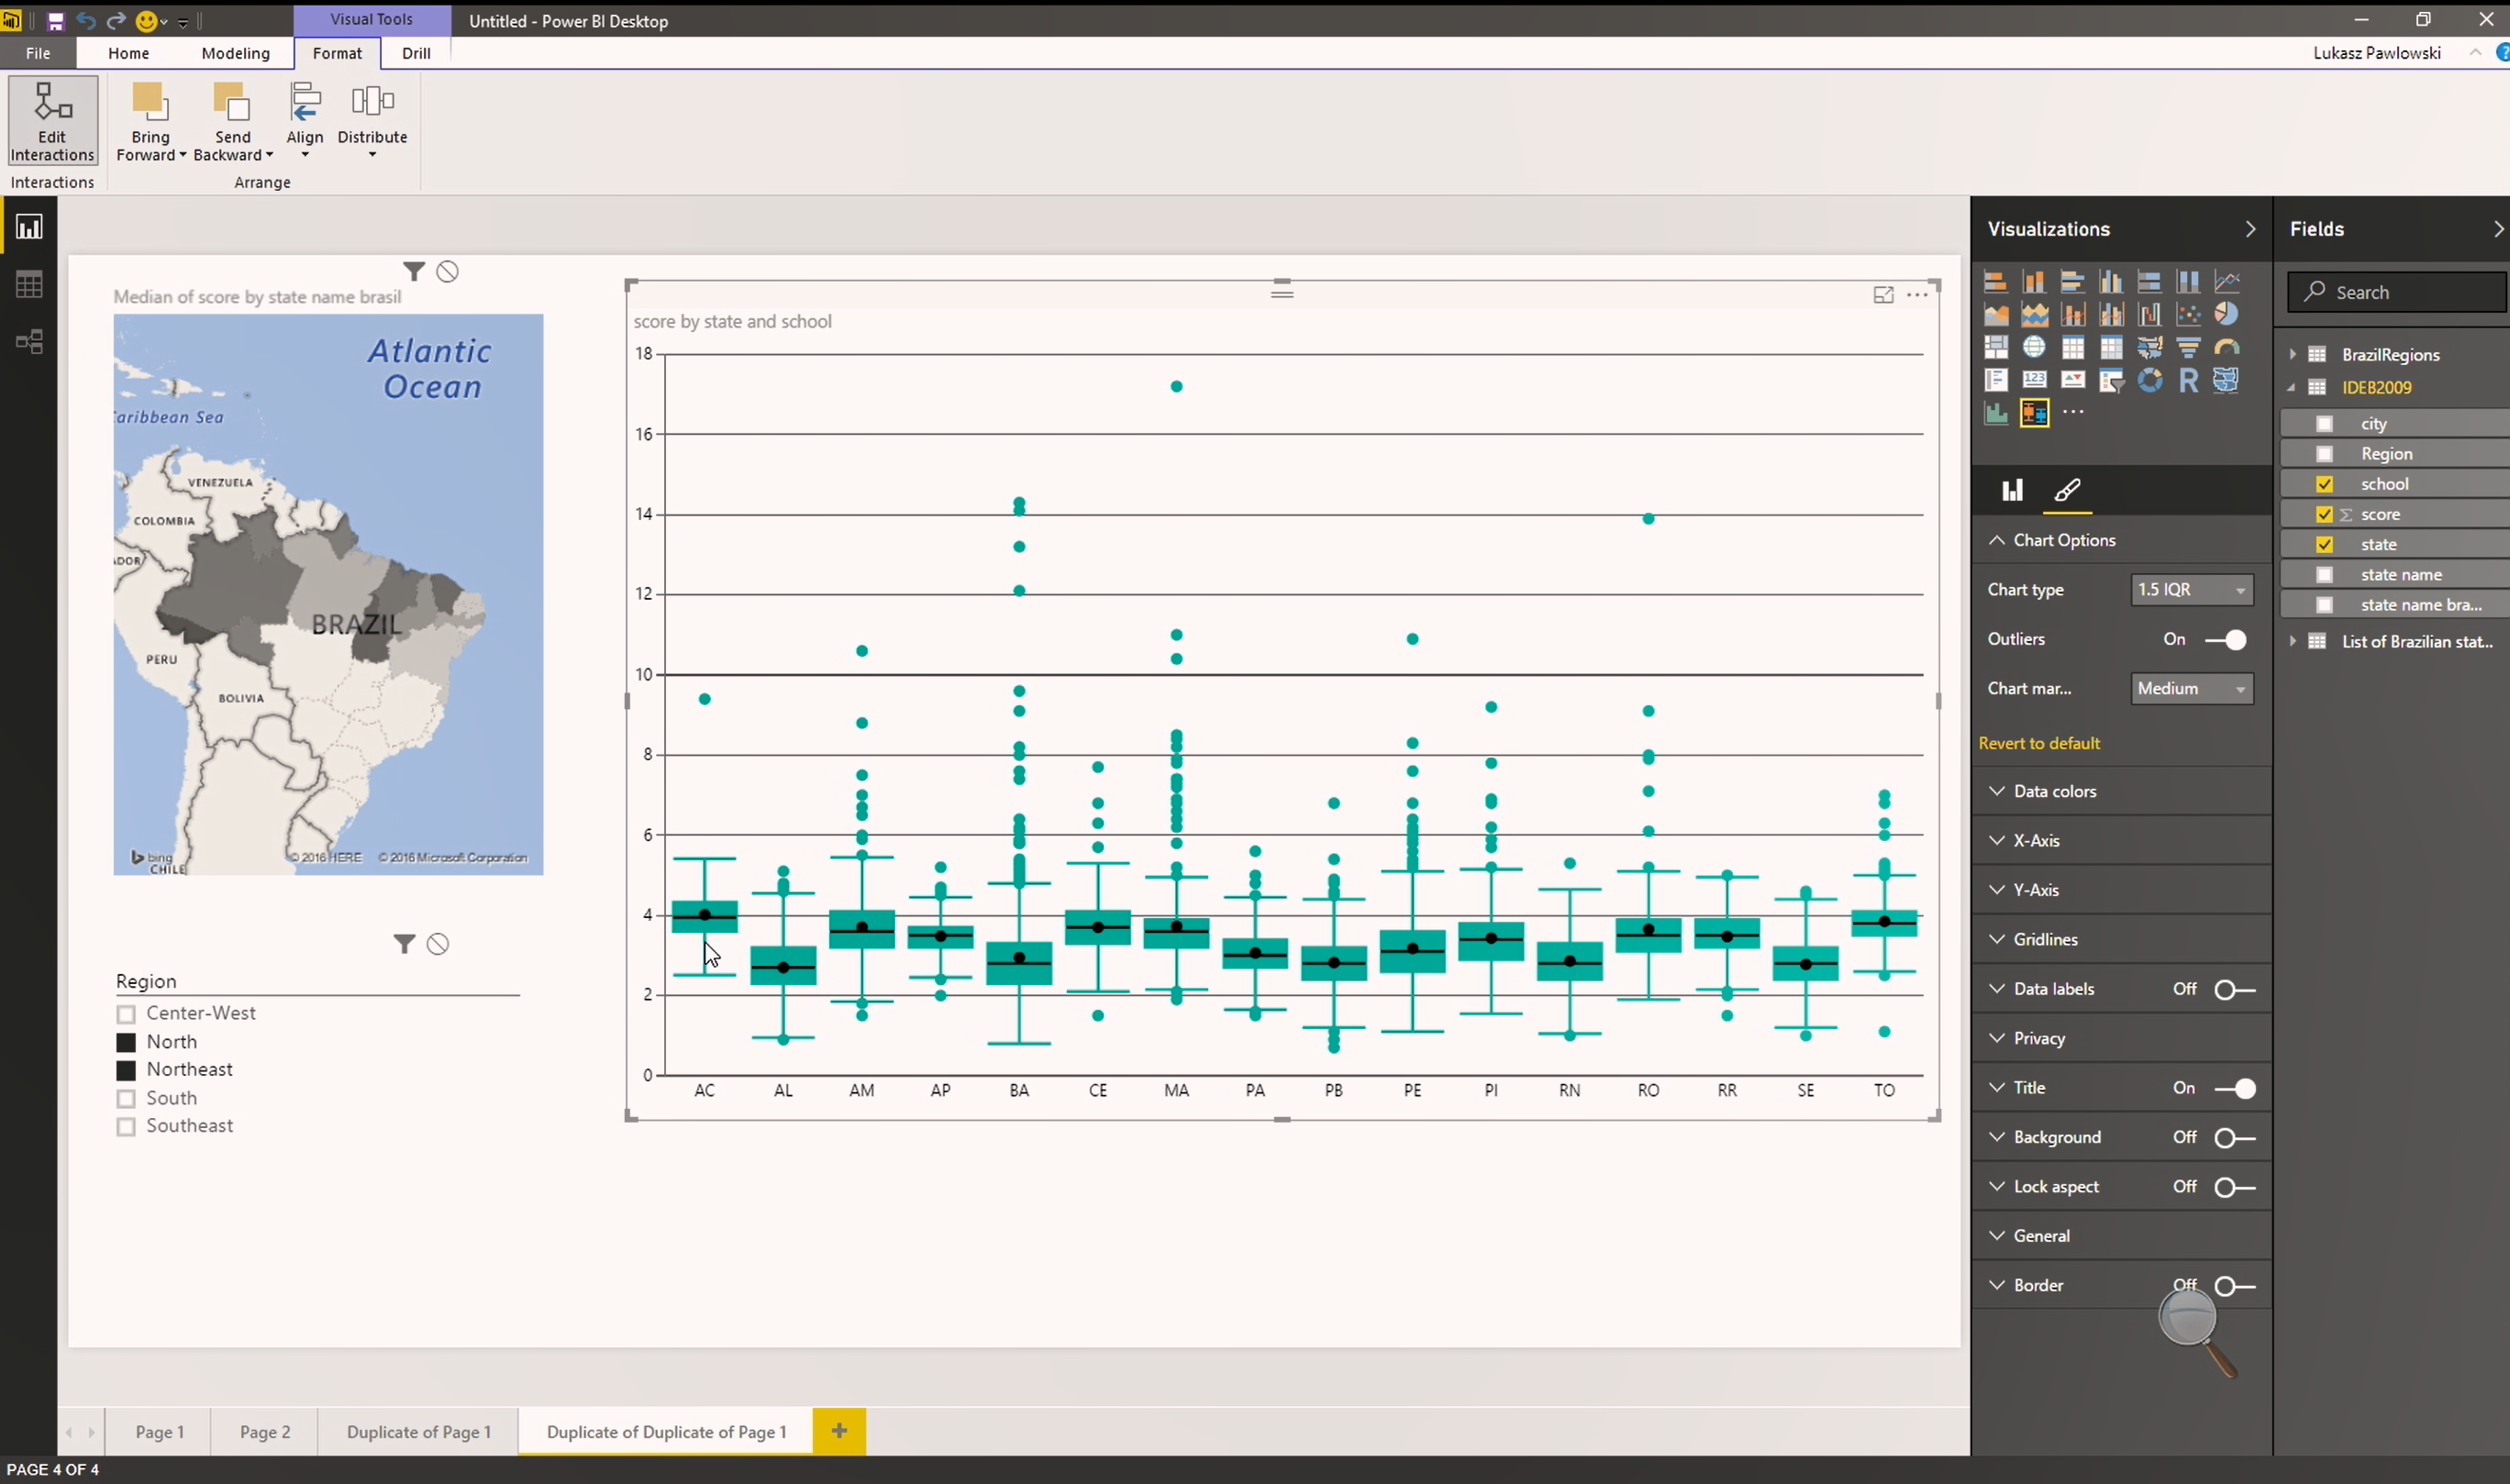 Visual Tools
Untitled - Power BI Desktop
File
Home
Modeling
Format
Drill
Lukasz Pawlowski
Edit
Interactions
Bring
Forward
Send
Backward
Align
Distribute
Interactions
Arrange
Median of score by state name brasil
Atlantic
Ocean
aribbean Sea
VENEZUELA
COLOMBIA
ADOR
BRAZIL
PERU
BOLIVIA
bing
© 2016 HERE © 2016 Microsoft Corporation
CHILE
Region
Center-West
North
Northeast
South
Southeast
score by state and school
18
16
14
12
10
8
6
4
2
0
AC AL AM AP BA CE MA PA PB PE PI RN RO RR SE TO
Visualizations
123
R
Chart Options
Chart type 1.5 IQR
Outliers On
Chart mar... Medium
Revert to default
Data colors
X-Axis
Y-Axis
Gridlines
Data labels Off
Privacy
Title On
Background Off
Lock aspect Off
General
Border Off
Fields
Search
BrazilRegions
IDEB2009
city
Region
school
Σ score
state
state name
state name bra...
List of Brazilian stat...
Page 1
Page 2
Duplicate of Page 1
Duplicate of Duplicate of Page 1
PAGE 4 OF 4